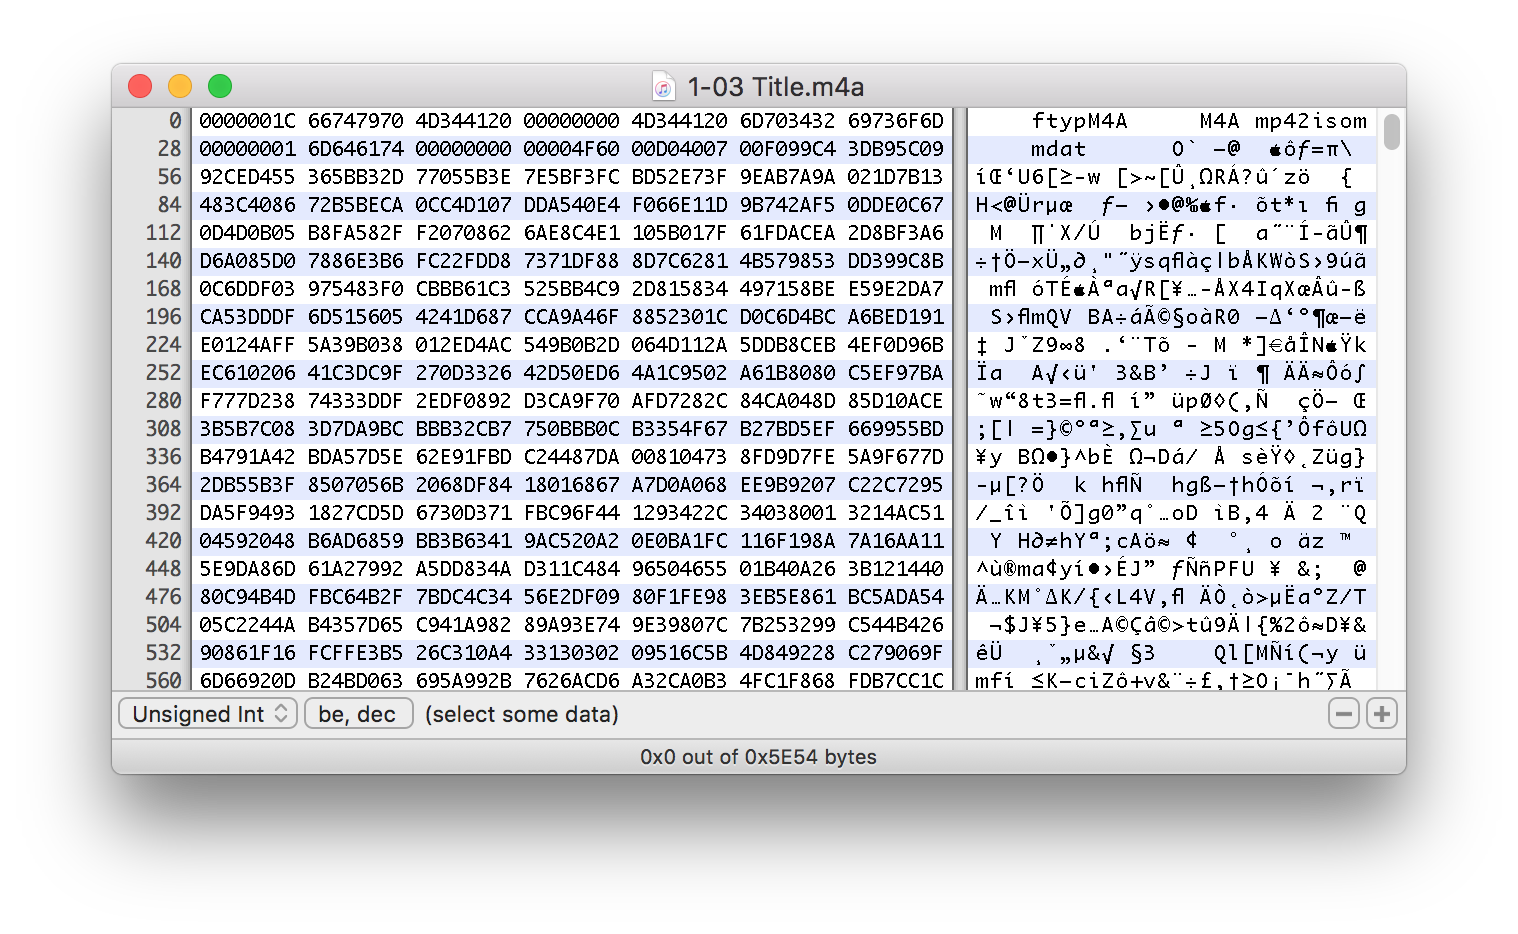 1-03 Title.m4a
0 0000001C 66747970 4D344120 00000000 4D344120 6D703432 69736F6D ftypM4A M4A mp42isom
28 00000001 6D646174 00000000 00004F60 00D04007 00F099C4 3DB95C09 mdat O` –@ ôƒ=π\
56 92CED455 365BB32D 77055B3E 7E5BF3FC BD52E73F 9EAB7A9A 021D7B13 íŒ‘U6[≥-w [>~[Û¸ΩRÁ?û´zö {
84 483C4086 72B5BECA 0CC4D107 DDA540E4 F066E11D 9B742AF5 0DDE0C67 H<@Ürµæ ƒ— ›•@‰f· õt*ı ﬁ g
112 0D4D0B05 B8FA582F F2070862 6AE8C4E1 105B017F 61FDACEA 2D8BF3A6 M ∏˙X/Ú bjËƒ· [ a˝¨Í-ãÛ¶
140 D6A085D0 7886E3B6 FC22FDD8 7371DF88 8D7C6281 4B579853 DD399C8B ÷†Ö–xÜ„∂¸"˝ÿsqﬂàç|bÅKWòS›9úã
168 0C6DDF03 975483F0 CBBB61C3 525BB4C9 2D815834 497158BE E59E2DA7 mﬂ óTÉÀªa√R[¥…-ÅX4IqXæÂû-ß
196 CA53DDDF 6D515605 4241D687 CCA9A46F 8852301C D0C6D4BC A6BED191 S›ﬂmQV BA÷áÃ©§oàR0 –∆‘º¶æ—ë
224 E0124AFF 5A39B038 012ED4AC 549B0B2D 064D112A 5DDB8CEB 4EF0D96B ‡ JˇZ9∞8 .‘¨Tõ - M *]€åÎNŸk
252 EC610206 41C3DC9F 270D3326 42D50ED6 4A1C9502 A61B8080 C5EF97BA Ïa A√‹ü' 3&B’ ÷J ï ¶ ÄÄ≈Ôó∫
280 F777D238 74333DDF 2EDF0892 D3CA9F70 AFD7282C 84CA048D 85D10ACE ˜w“8t3=ﬂ.ﬂ í” üpØ◊(,Ñ çÖ— Œ
308 3B5B7C08 3D7DA9BC BBB32CB7 750BBB0C B3354F67 B27BD5EF 669955BD ;[| =}©ºª≥,∑u ª ≥5Og≤{’ÔfôUΩ
336 B4791A42 BDA57D5E 62E91FBD C24487DA 00810473 8FD9D7FE 5A9F677D ¥y BΩ•}^bÈ Ω¬Dá⁄ Å sèŸ◊˛Züg}
364 2DB55B3F 8507056B 2068DF84 18016867 A7D0A068 EE9B9207 C22C7295 -µ[?Ö k hﬂÑ hgß–†hÓõí ¬,rï
392 DA5F9493 1827CD5D 6730D371 FBC96F44 1293422C 34038001 3214AC51 ⁄_îì 'Õ]g0”q˚…oD ìB,4 Ä 2 ¨Q
420 04592048 B6AD6859 BB3B6341 9AC520A2 0E0BA1FC 116F198A 7A16AA11 Y H∂≠hYª;cAö≈ ¢ °¸ o äz ™
448 5E9DA86D 61A27992 A5DD834A D311C484 96504655 01B40A26 3B121440 ^ù®ma¢yí•›ÉJ” ƒÑñPFU ¥ &; @
476 80C94B4D FBC64B2F 7BDC4C34 56E2DF09 80F1FE98 3EB5E861 BC5ADA54 Ä…KM˚∆K/{‹L4V‚ﬂ ÄÒ˛ò>µËaºZ⁄T
504 05C2244A B4357D65 C941A982 89A93E74 9E39807C 7B253299 C544B426 ¬$J¥5}e…A©Çâ©>tû9Ä|{%2ô≈D¥&
532 90861F16 FCFFE3B5 26C310A4 33130302 09516C5B 4D849228 C279069F êÜ ¸ˇ„µ&√ §3 Ql[MÑí(¬y ü
560 6D66920D B24BD063 695A992B 7626ACD6 A32CA0B3 4FC1F868 FDB7CC1C mfí ≤K–ciZô+v&¨÷£,†≥O¡¯h˝∑Ã
Unsigned Int be, dec (select some data)
0x0 out of 0x5E54 bytes